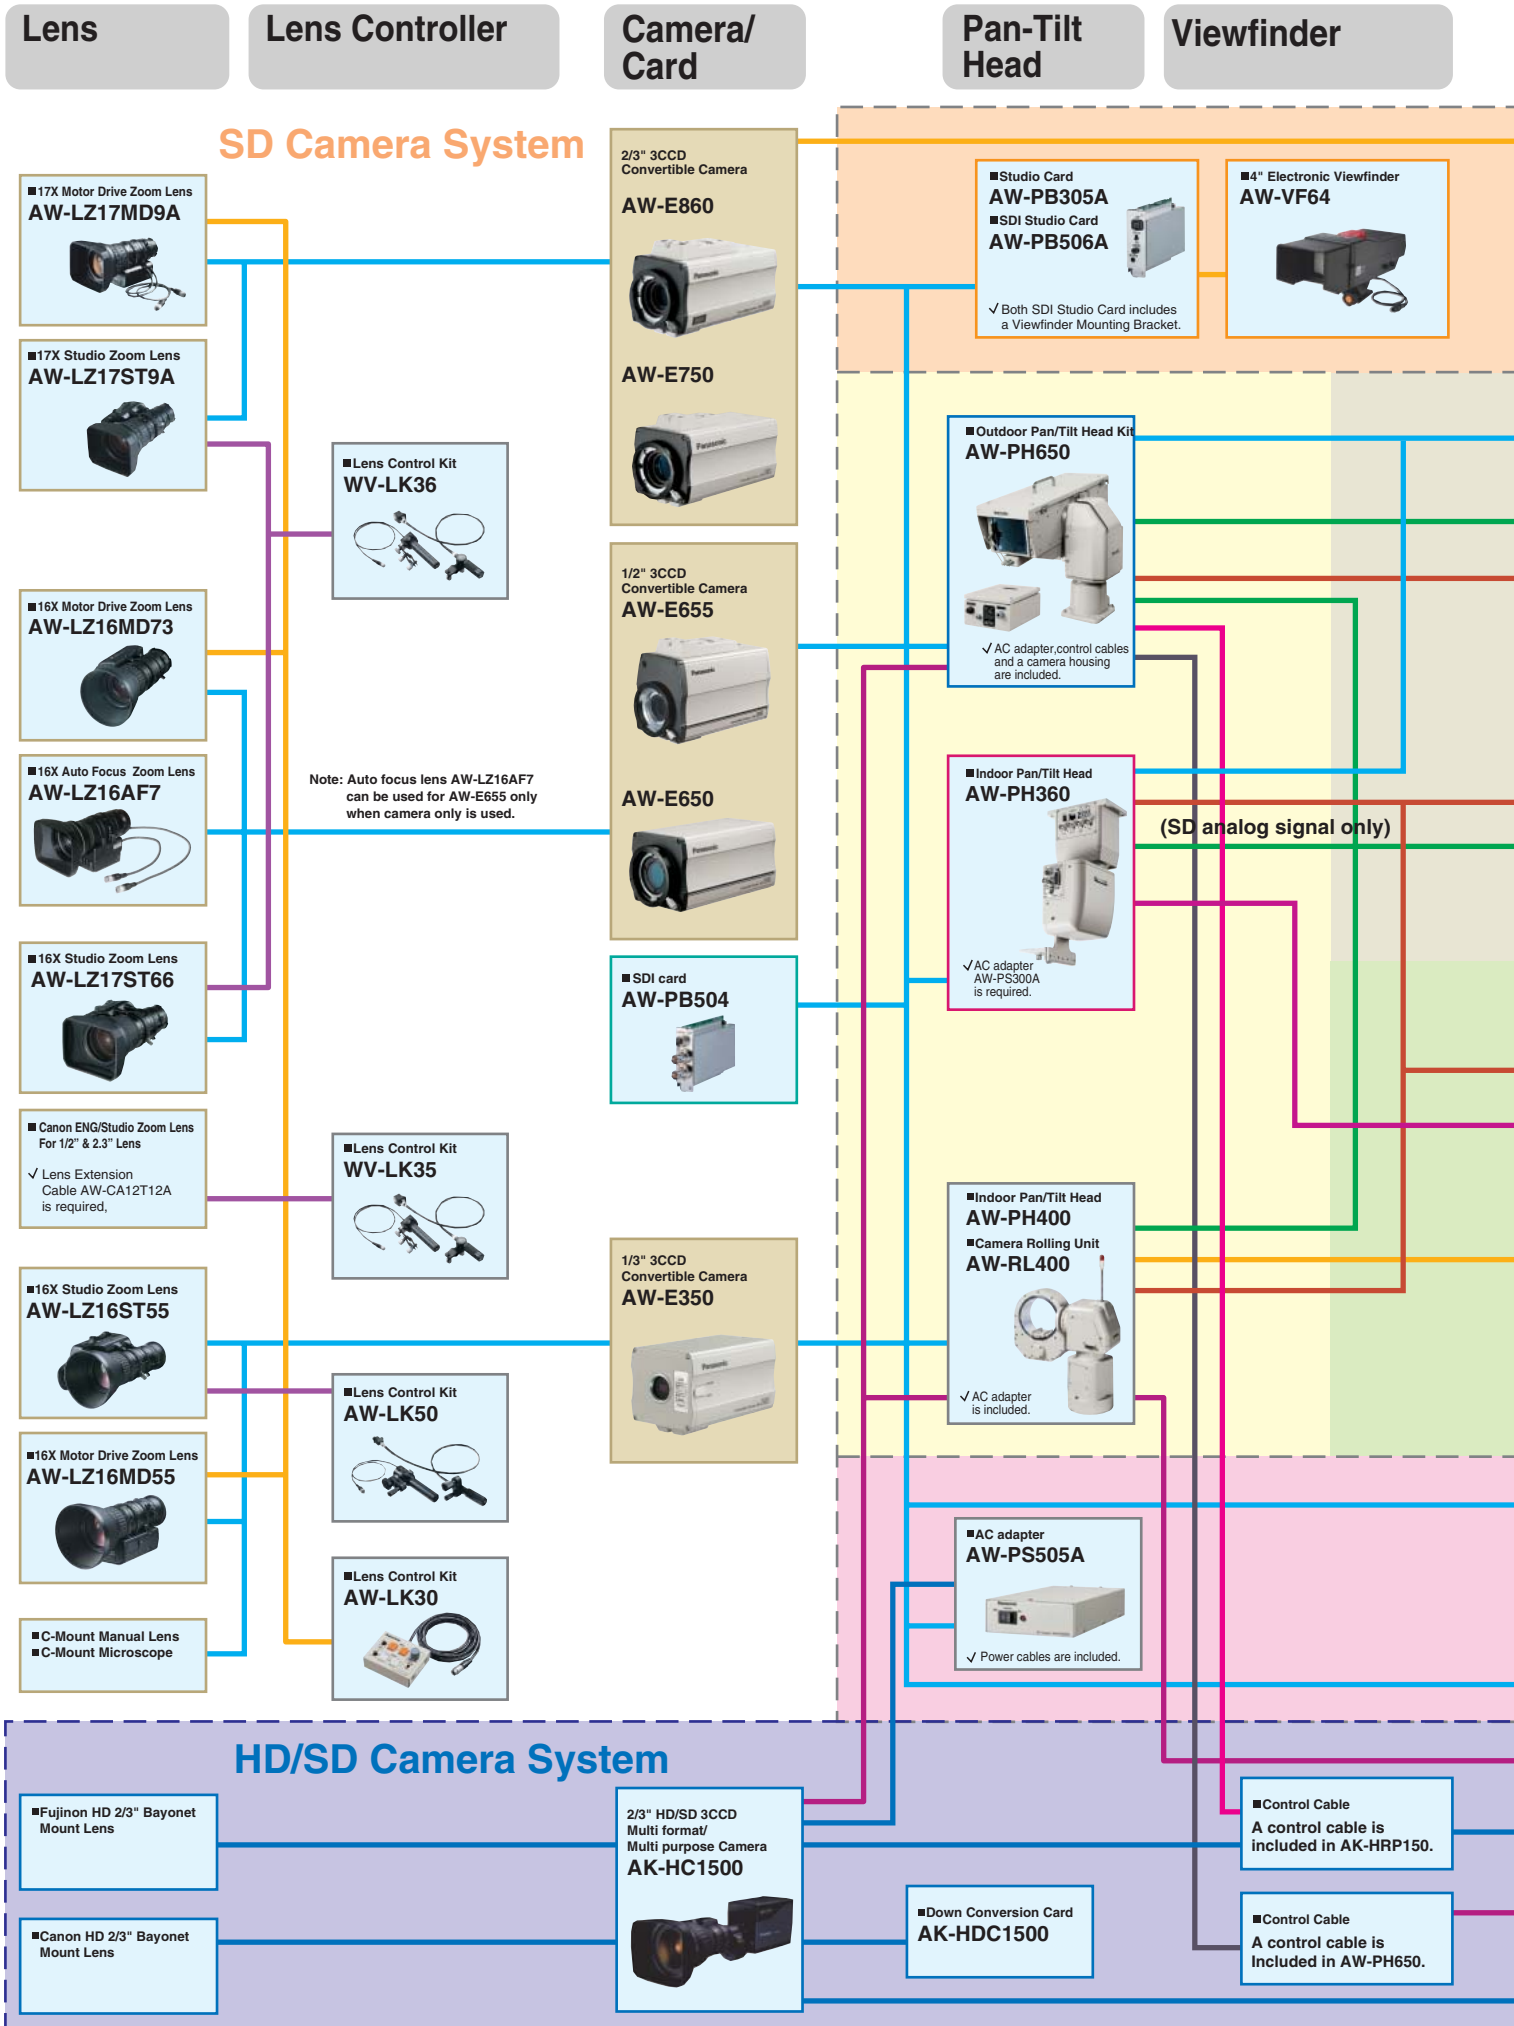 Lens
Lens Controller
Camera/
Card
Pan-Tilt
Head
Viewfinder
SD Camera System
■17X Motor Drive Zoom Lens
AW-LZ17MD9A
■17X Studio Zoom Lens
AW-LZ17ST9A
■16X Motor Drive Zoom Lens
AW-LZ16MD73
■16X Auto Focus Zoom Lens
AW-LZ16AF7
■16X Studio Zoom Lens
AW-LZ17ST66
■Canon ENG/Studio Zoom Lens
For 1/2” & 2.3” Lens
√ Lens Extension
Cable AW-CA12T12A
is required,
■16X Studio Zoom Lens
AW-LZ16ST55
■16X Motor Drive Zoom Lens
AW-LZ16MD55
■C-Mount Manual Lens
■C-Mount Microscope
■Lens Control Kit
WV-LK36
Note: Auto focus lens AW-LZ16AF7
can be used for AW-E655 only
when camera only is used.
■Lens Control Kit
WV-LK35
■Lens Control Kit
AW-LK50
■Lens Control Kit
AW-LK30
2/3" 3CCD
Convertible Camera
AW-E860
Panasonic
AW-E750
Panasonic
1/2" 3CCD
Convertible Camera
AW-E655
Panasonic
AW-E650
Panasonic
■SDI card
AW-PB504
1/3" 3CCD
Convertible Camera
AW-E350
Panasonic
■Studio Card
AW-PB305A
■SDI Studio Card
AW-PB506A
√ Both SDI Studio Card includes
a Viewfinder Mounting Bracket.
■4" Electronic Viewfinder
AW-VF64
■Outdoor Pan/Tilt Head Kit
AW-PH650
√ AC adapter,control cables
and a camera housing
are included.
■Indoor Pan/Tilt Head
AW-PH360
√ AC adapter
AW-PS300A
is required.
(SD analog signal only)
■Indoor Pan/Tilt Head
AW-PH400
■Camera Rolling Unit
AW-RL400
√ AC adapter
is included.
■AC adapter
AW-PS505A
√ Power cables are included.
HD/SD Camera System
■Fujinon HD 2/3" Bayonet
Mount Lens
■Canon HD 2/3" Bayonet
Mount Lens
2/3" HD/SD 3CCD
Multi format/
Multi purpose Camera
AK-HC1500
■Down Conversion Card
AK-HDC1500
■Control Cable
A control cable is
included in AK-HRP150.
■Control Cable
A control cable is
Included in AW-PH650.